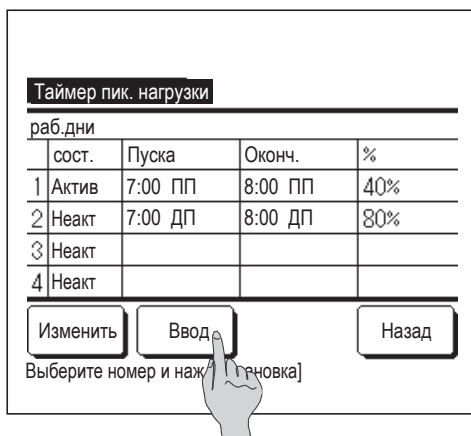 Таймер пик. нагрузки
раб.дни
сост. Пуска Оконч. %
1 Актив 7:00 ПП 8:00 ПП 40%
2 Неакт 7:00 ДП 8:00 ДП 80%
3 Неакт
4 Неакт
Изменить Ввод Назад
Выберите номер и наж